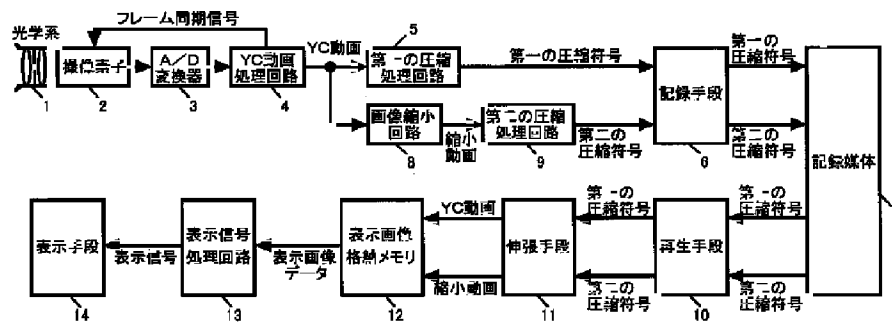 フレーム同期信号
光学系
撮像素子
A/D
変換器
YC動画
処理回路
YC動画
5
第一の圧縮
処理回路
第一の圧縮符号
記録手段
第一の
圧縮符号
1
2
3
4
画像縮小
回路
縮小
動画
第二の圧縮
処理回路
第二の
圧縮符号
第二の
圧縮符号
8
9
6
記録媒体
表示手段
表示信号
表示信号
処理回路
表示画像
データ
表示画像
格納メモリ
YC動画
縮小動画
伸張手段
第一の
圧縮符号
第二の
圧縮符号
再生手段
第一の
圧縮符号
第二の
圧縮符号
14
13
12
11
10